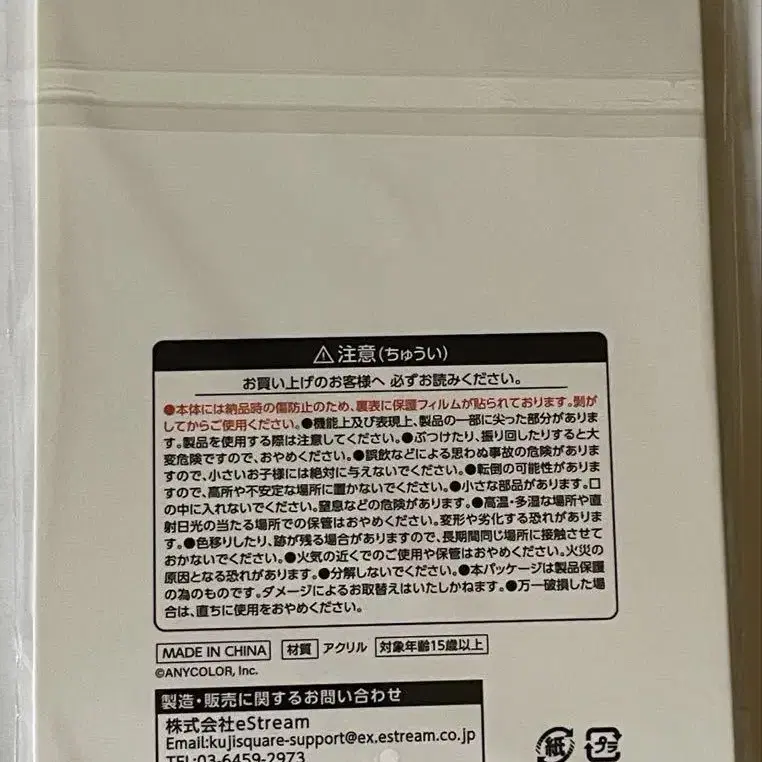 ⚠注意(ちゅうい)
お買い上げのお客様へ 必ずお読みください。
●本体には納品時の傷防止のため、裏表に保護フィルムが貼られております。剝が
してからご使用ください。●機能上及び表現上、製品の一部に尖った部分がありま
す。製品を使用する際は注意してください。●ぶつけたり、振り回したりすると大
変危険ですので、おやめください。●誤飲などによる思わぬ事故の危険がありま
すので、小さいお子様には絶対に与えないでください。●転倒の可能性がありま
すので、高所や不安定な場所に置かないでください。●小さな部品があります。口
の中に入れないでください。窒息などの危険があります。●高温・多湿な場所や直
射日光の当たる場所での保管はおやめください。変形や劣化する恐れがありま
す。●色移りしたり、跡が残る場合がありますので、長期間同じ場所に接触させて
おかないでください。●火気の近くでのご使用や保管はおやめください。火災の
原因となる恐れがあります。●分解しないでください。●本パッケージは製品保護
の為のものです。ダメージによるお取替えはいたしかねます。●万一破損した場
合は、直ちに使用をおやめください。
MADE IN CHINA 材質 アクリル 対象年齢15歳以上
©ANYCOLOR, Inc.
製造・販売に関するお問い合わせ
株式会社eStream
Email:kujisquare-support@ex.estream.co.jp
TEL:03-6459-2973
紙 プラ